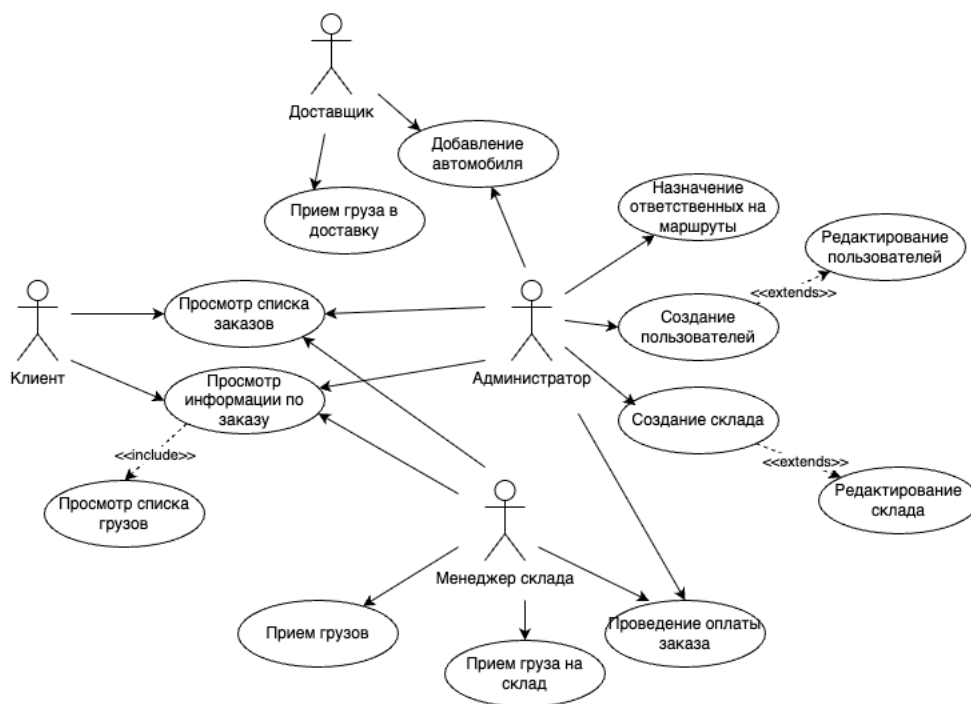 Доставщик
Добавление
автомобиля
Прием груза в
доставку
Назначение
ответственных на
маршруты
Редактирование
пользователей
<<extends>>
Просмотр списка
заказов
Создание
пользователей
Клиент
Администратор
Просмотр
информации по
заказу
Создание склада
<<include>>
<<extends>>
Просмотр списка
грузов
Редактирование
склада
Менеджер склада
Прием грузов
Проведение оплаты
заказа
Прием груза на
склад